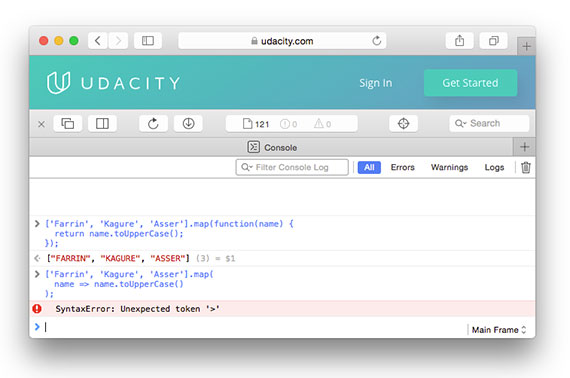 udacity.com
UDACITY
Sign In
Get Started
121
0
0
Search
Console
Filter Console Log
All
Errors
Warnings
Logs
['Farrin', 'Kagure', 'Asser'].map(function(name) {
return name.toUpperCase();
});
["FARRIN", "KAGURE", "ASSER"] (3) = $1
['Farrin', 'Kagure', 'Asser'].map(
name => name.toUpperCase()
);
SyntaxError: Unexpected token '>'
Main Frame